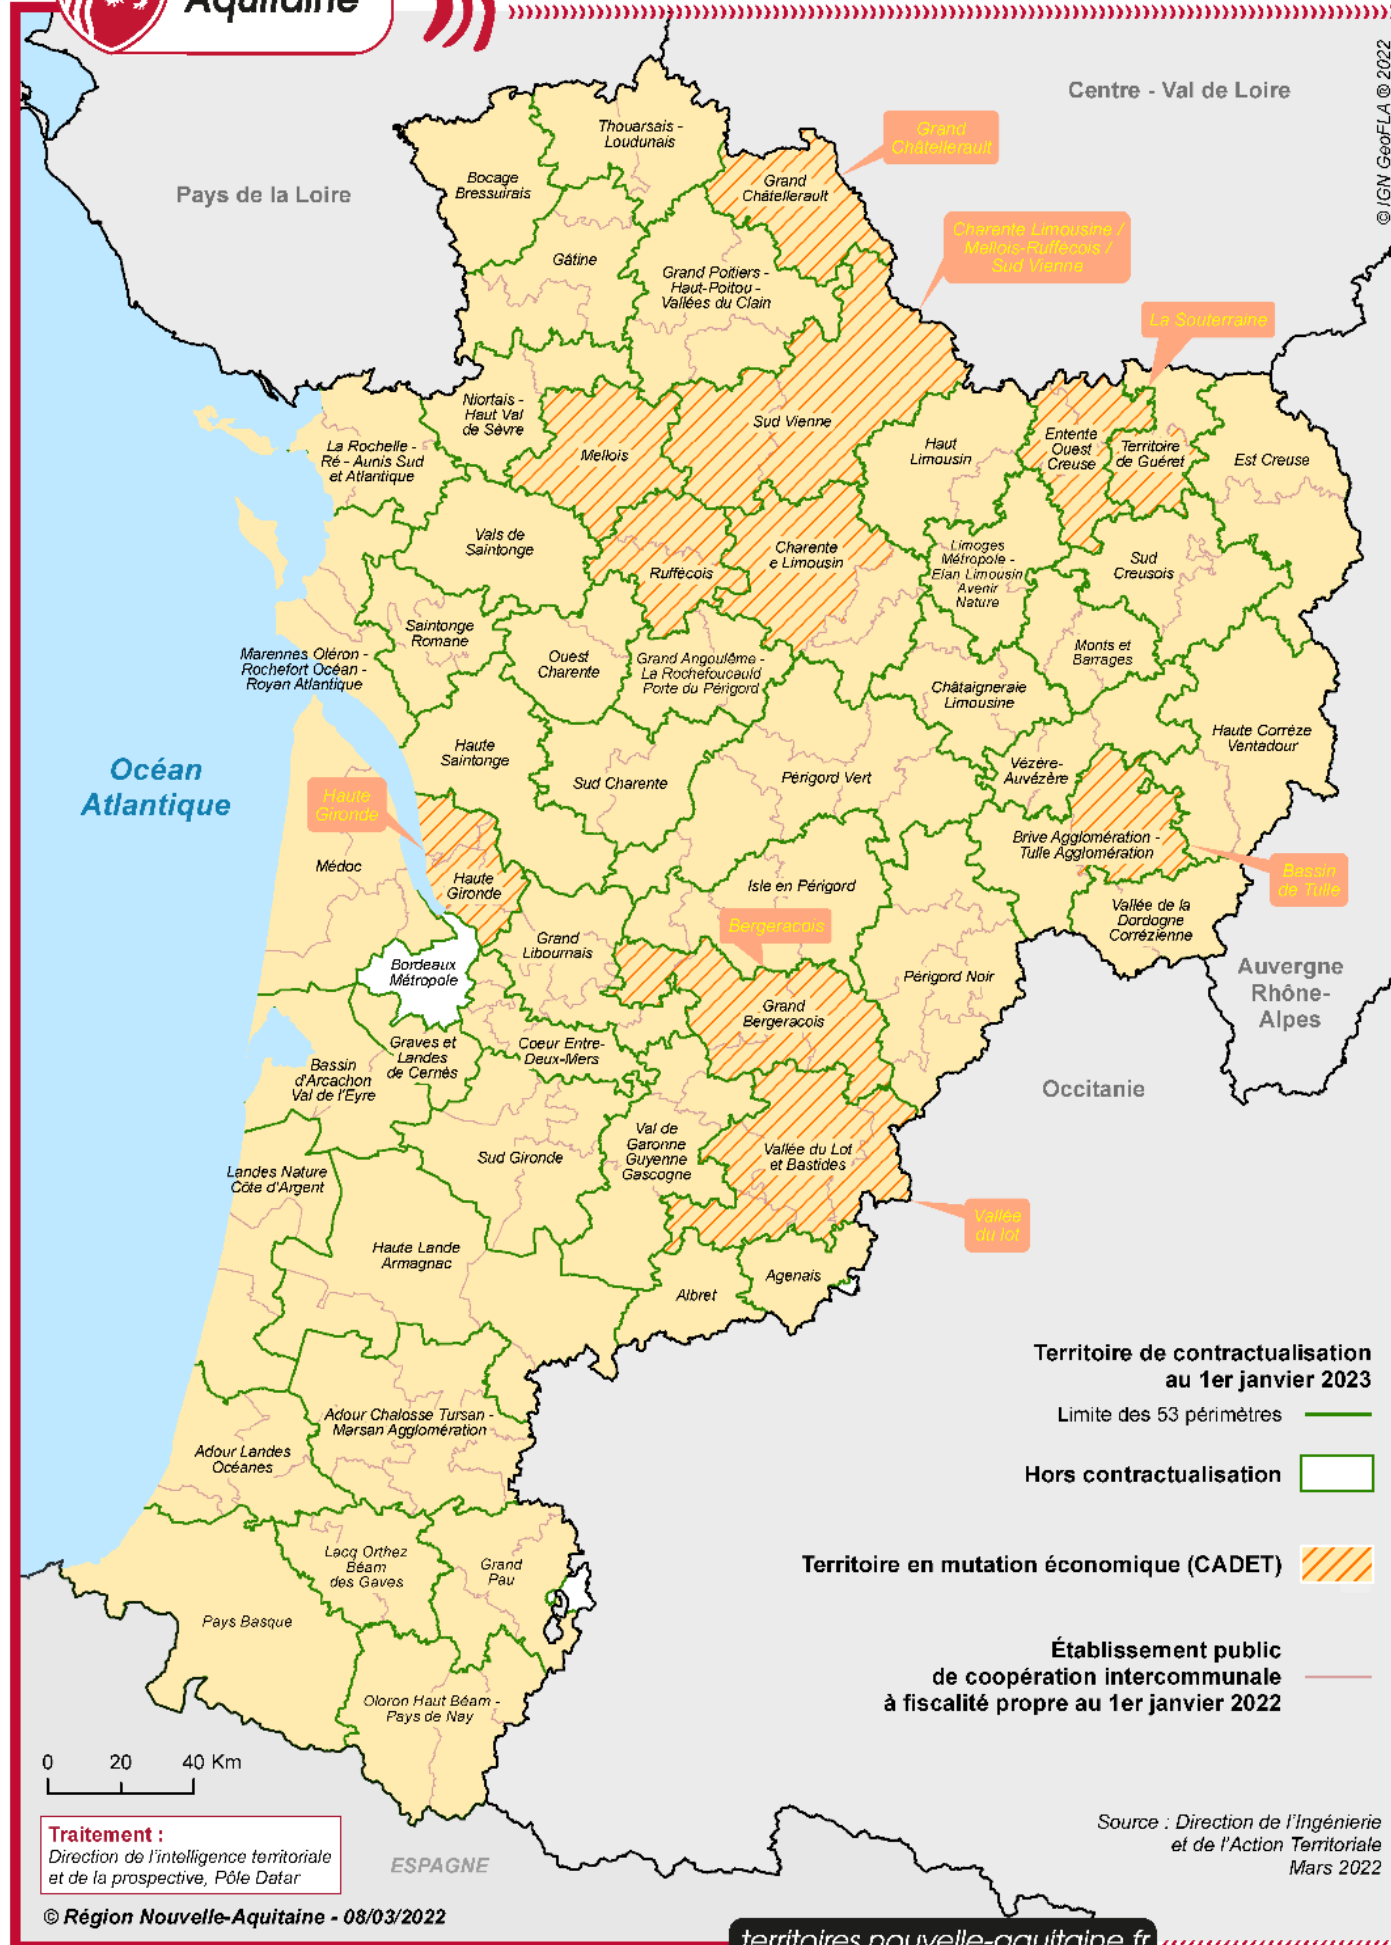 Aquitaine
© IGN GeoFLA ® 2022
Centre - Val de Loire
Pays de la Loire
Thouarsais -
Loudunais
Grand
Châtellerault
Bocage
Bressuirais
Grand
Châtellerault
Gâtine
Grand Poitiers -
Haut-Poitou -
Vallées du Clain
Charente Limousine /
Mellois-Ruffécois /
Sud Vienne
La Souterraine
Niortais -
Haut Val
de Sèvre
Sud Vienne
La Rochelle -
Ré - Aunis Sud
et Atlantique
Mellois
Haut
Limousin
Entente
Ouest
Creuse
Territoire
de Guéret
Est Creuse
Vals de
Saintonge
Ruffécois
Charente
e Limousin
Limoges
Métropole -
Elan Limousin
Avenir
Nature
Sud
Creusois
Saintonge
Romane
Marennes Oléron -
Rochefort Océan -
Royan Atlantique
Ouest
Charente
Grand Angoulême -
La Rochefoucauld
Porte du Périgord
Monts et
Barrages
Châtaigneraie
Limousine
Haute Corrèze
Ventadour
Océan
Atlantique
Haute
Saintonge
Sud Charente
Périgord Vert
Vézère-
Auvézère
Haute
Gironde
Brive Agglomération -
Tulle Agglomération
Bassin
de Tulle
Médoc
Haute
Gironde
Isle en Périgord
Vallée de la
Dordogne
Corrézienne
Bergeracois
Grand
Libournais
Bordeaux
Métropole
Périgord Noir
Auvergne
Rhône-
Alpes
Grand
Bergeracois
Graves et
Landes
de Cernès
Coeur Entre-
Deux-Mers
Bassin
d'Arcachon
Val de l'Eyre
Occitanie
Val de
Garonne
Guyenne
Gascogne
Sud Gironde
Vallée du Lot
et Bastides
Landes Nature
Côte d'Argent
Vallée
du lot
Haute Lande
Armagnac
Albret
Agenais
Territoire de contractualisation
au 1er janvier 2023
Limite des 53 périmètres
Adour Chalosse Tursan -
Marsan Agglomération
Adour Landes
Océanes
Hors contractualisation
Lacq Orthez
Béarn
des Gaves
Grand
Pau
Territoire en mutation économique (CADET)
Pays Basque
Établissement public
de coopération intercommunale
à fiscalité propre au 1er janvier 2022
Oloron Haut Béarn -
Pays de Nay
0 20 40 Km
Traitement :
Direction de l'intelligence territoriale
et de la prospective, Pôle Datar
ESPAGNE
Source : Direction de l'Ingénierie
et de l'Action Territoriale
Mars 2022
© Région Nouvelle-Aquitaine - 08/03/2022
territoires.nouvelle-aquitaine.fr